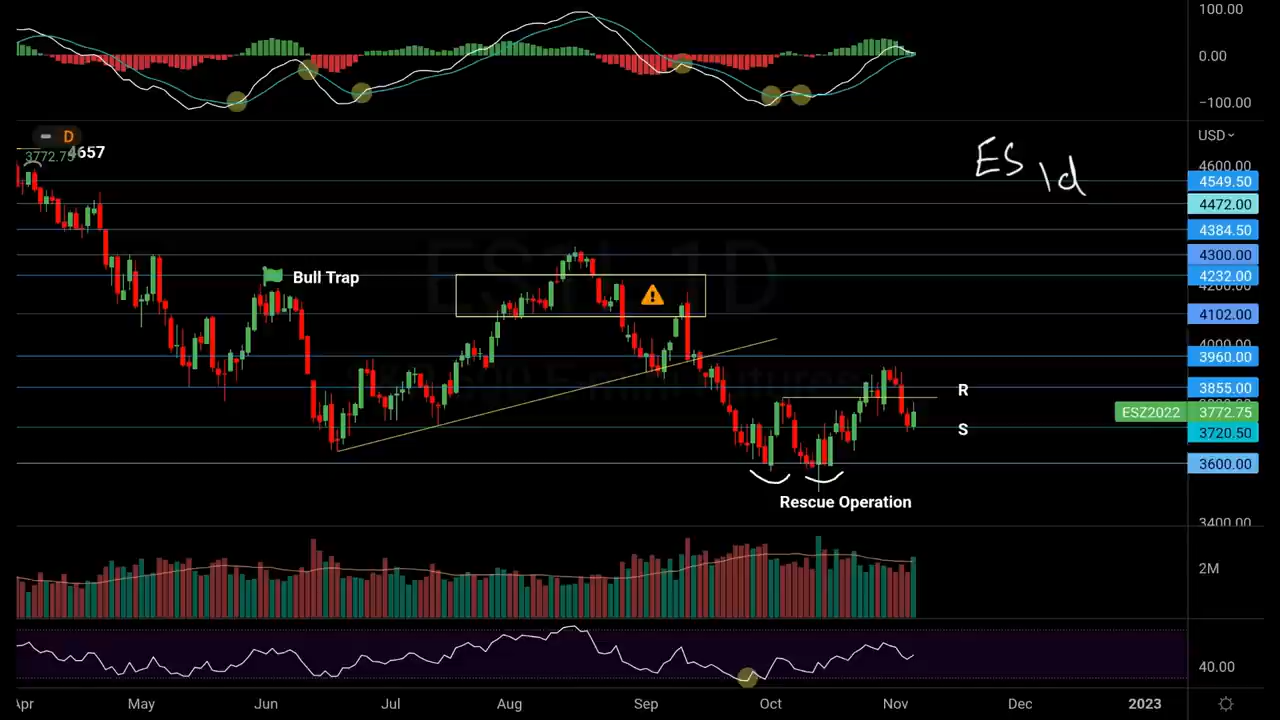 100.00
0.00
−100.00
D
USD
3772.75
4657
ES 1d
4600.00
4549.50
4472.00
4384.50
4300.00
Bull Trap
4232.00
4102.00
4000.00
3960.00
3855.00
R
ESZ2022 3772.75
S
3720.50
3600.00
Rescue Operation
3400.00
2M
40.00
Apr May Jun Jul Aug Sep Oct Nov Dec 2023